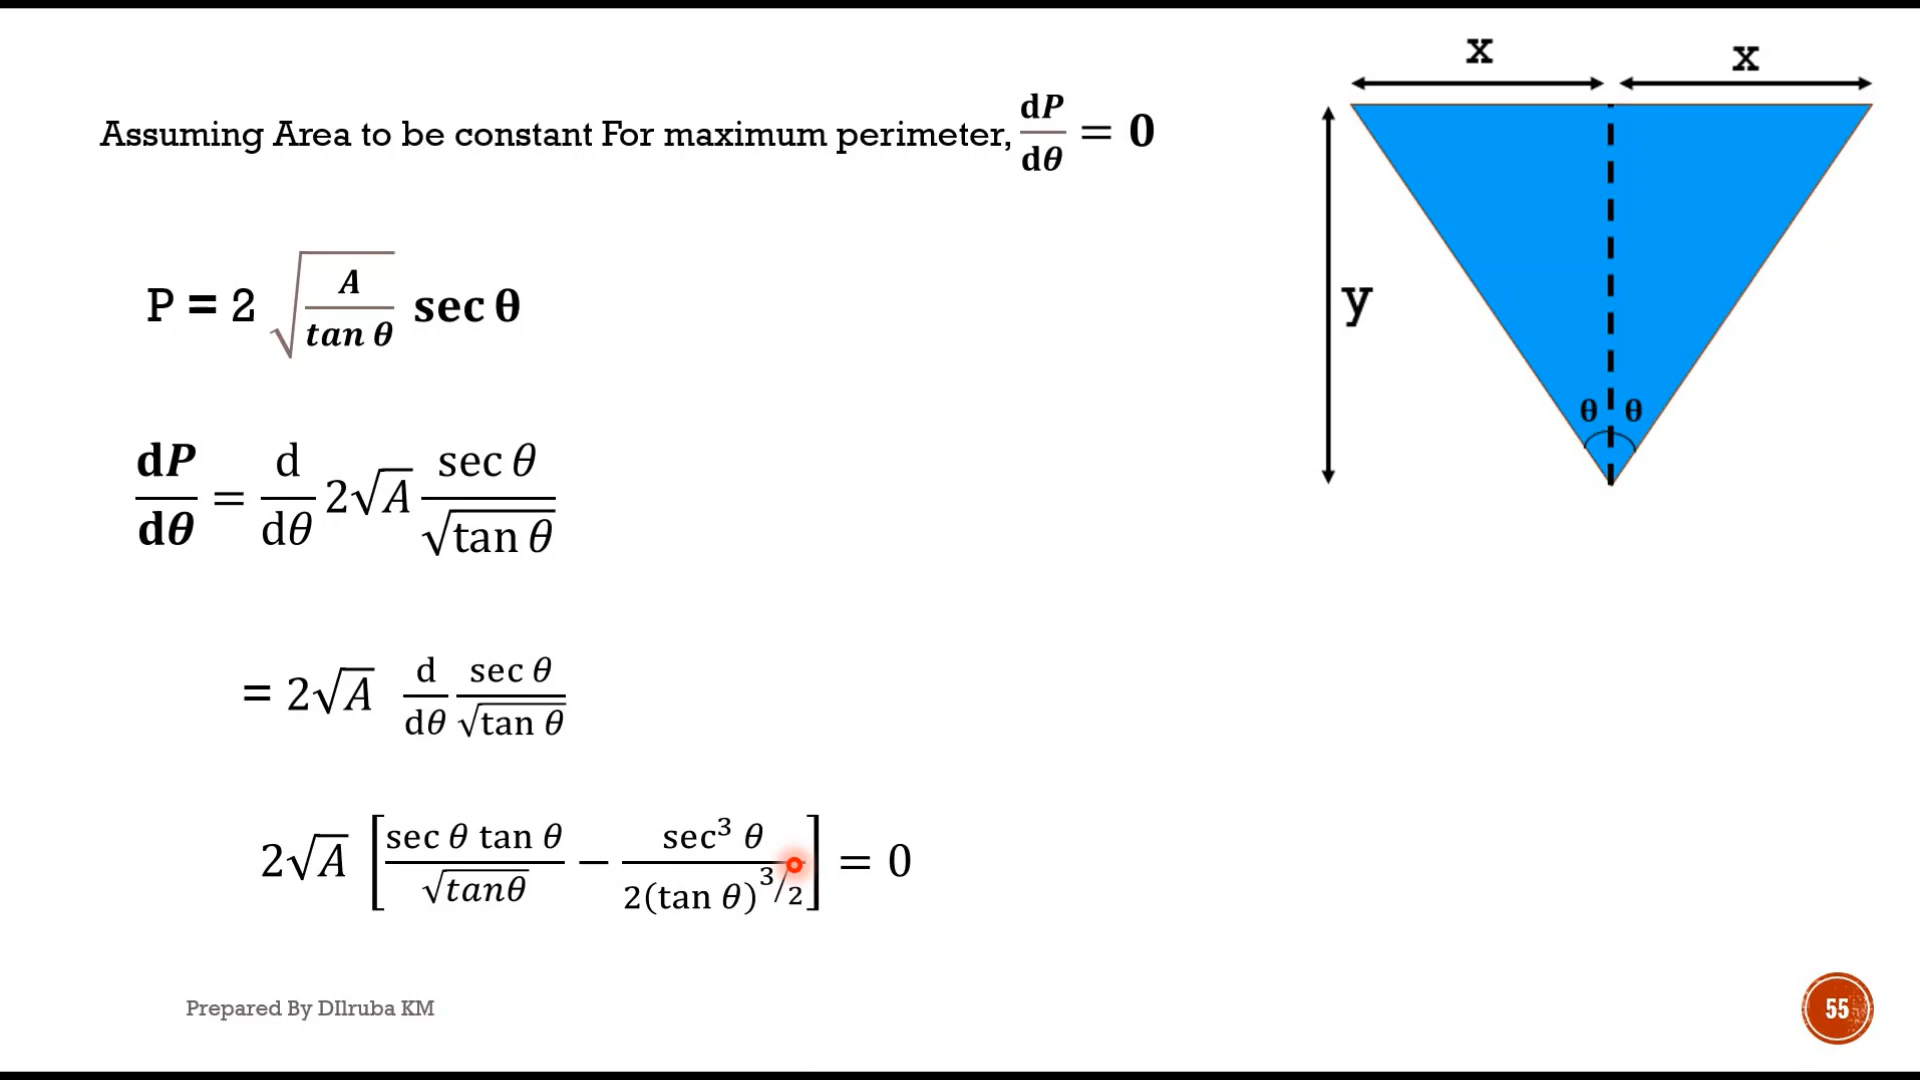 Assuming Area to be constant For maximum perimeter, dP/dθ = 0
x x
P = 2 √(A/tan θ) sec θ
y
θ θ
dP/dθ = d/dθ 2√A sec θ/√tan θ
= 2√A d/dθ sec θ/√tan θ
2√A [sec θ tan θ/√tanθ − sec³ θ/2(tan θ)^3/2] = 0
Prepared By DIlruba KM
55